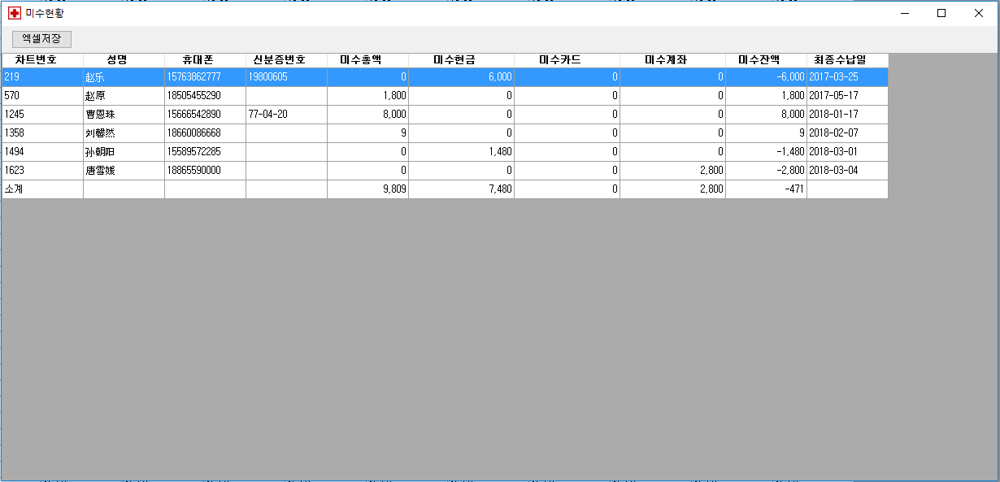 미수현황
엑셀저장
차트번호 성명 휴대폰 신분증번호 미수총액 미수현금 미수카드 미수계좌 미수잔액 최종수납일
219 赵乐 15763862777 19800605 0 6,000 0 0 -6,000 2017-03-25
570 赵原 18505455290 1,800 0 0 0 1,800 2017-05-17
1245 曹恩珠 15666542890 77-04-20 8,000 0 0 0 8,000 2018-01-17
1358 刘馨然 18660086668 9 0 0 0 9 2018-02-07
1494 孙朝阳 15589572285 0 1,480 0 0 -1,480 2018-03-01
1623 唐雪媛 18865590000 0 0 0 2,800 -2,800 2018-03-04
소계 9,809 7,480 0 2,800 -471